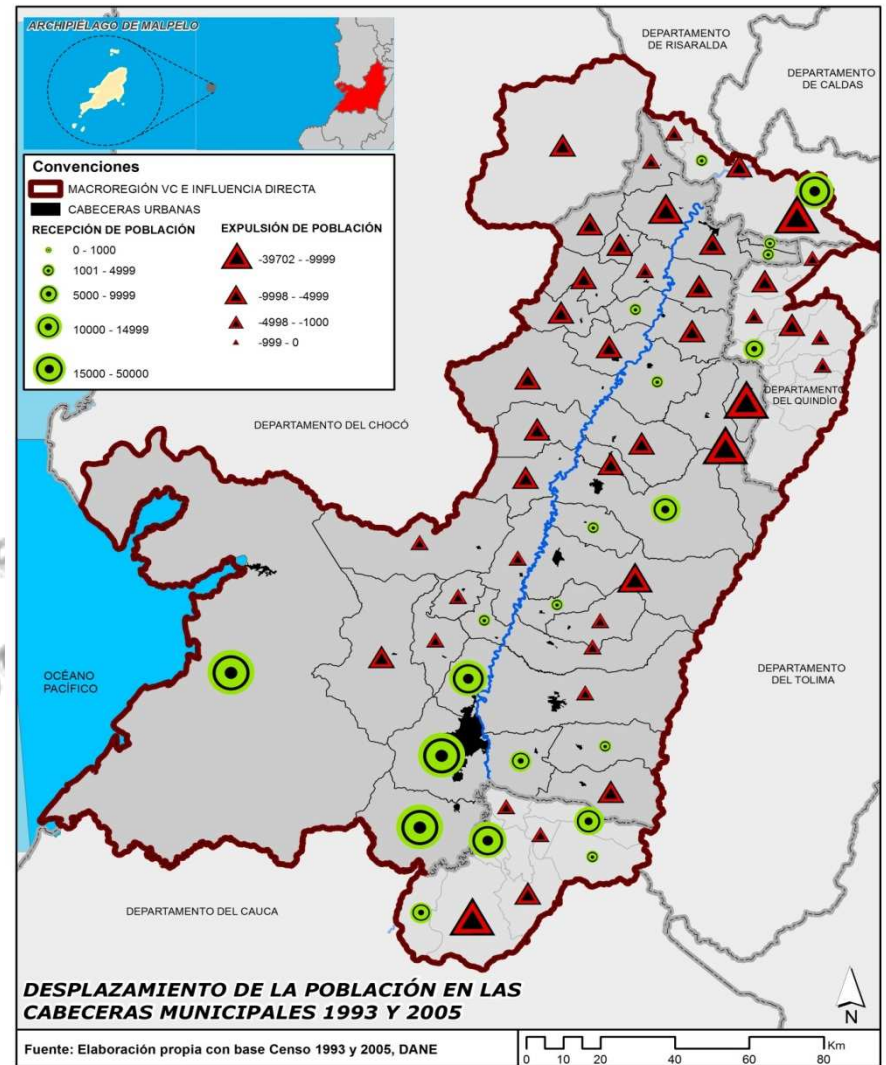 ARCHIPIÉLAGO DE MALPELO
DEPARTAMENTO
DE RISARALDA
DEPARTAMENTO
DE CALDAS
Convenciones
MACROREGIÓN VC E INFLUENCIA DIRECTA
CABECERAS URBANAS
RECEPCIÓN DE POBLACIÓN
0 - 1000
1001 - 4999
5000 - 9999
10000 - 14999
15000 - 50000
EXPULSIÓN DE POBLACIÓN
-39702 - -9999
-9998 - -4999
-4998 - -1000
-999 - 0
DEPARTAMENTO DEL CHOCÓ
DEPARTAMENTO
DEL QUINDÍO
OCÉANO
PACÍFICO
DEPARTAMENTO
DEL TOLIMA
DEPARTAMENTO DEL CAUCA
DESPLAZAMIENTO DE LA POBLACIÓN EN LAS
CABECERAS MUNICIPALES 1993 Y 2005
N
Fuente: Elaboración propia con base Censo 1993 y 2005, DANE
Km
0 10 20 40 60 80